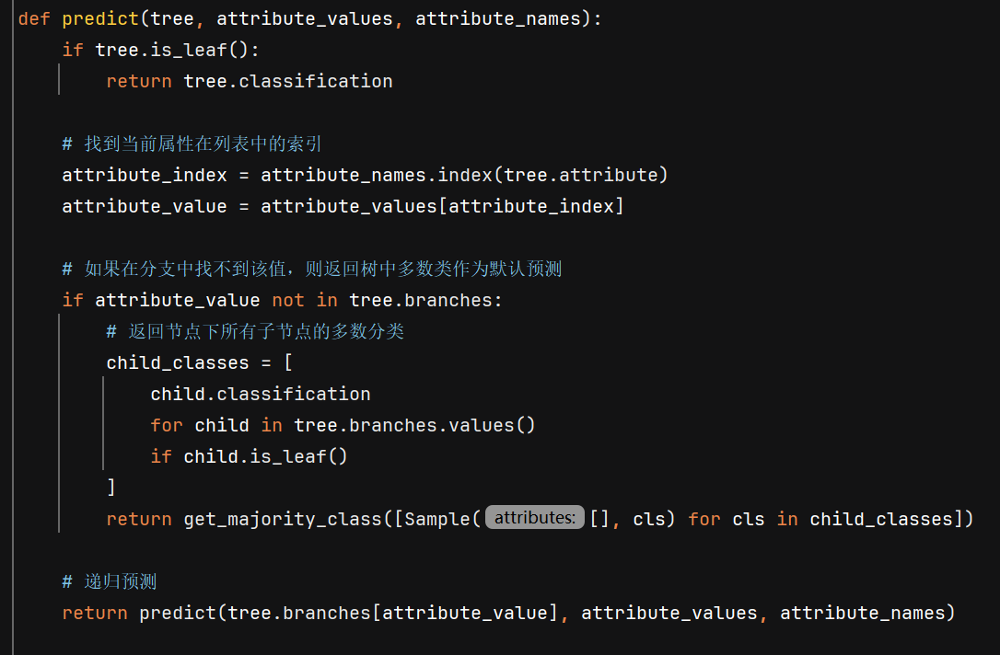 def predict(tree, attribute_values, attribute_names):
    if tree.is_leaf():
        return tree.classification
    # 找到当前属性在列表中的索引
    attribute_index = attribute_names.index(tree.attribute)
    attribute_value = attribute_values[attribute_index]
    # 如果在分支中找不到该值，则返回树中多数类作为默认预测
    if attribute_value not in tree.branches:
        # 返回节点下所有子节点的多数分类
        child_classes = [
            child.classification
            for child in tree.branches.values()
            if child.is_leaf()
        ]
        return get_majority_class([Sample( attributes: [], cls) for cls in child_classes])
    # 递归预测
    return predict(tree.branches[attribute_value], attribute_values, attribute_names)